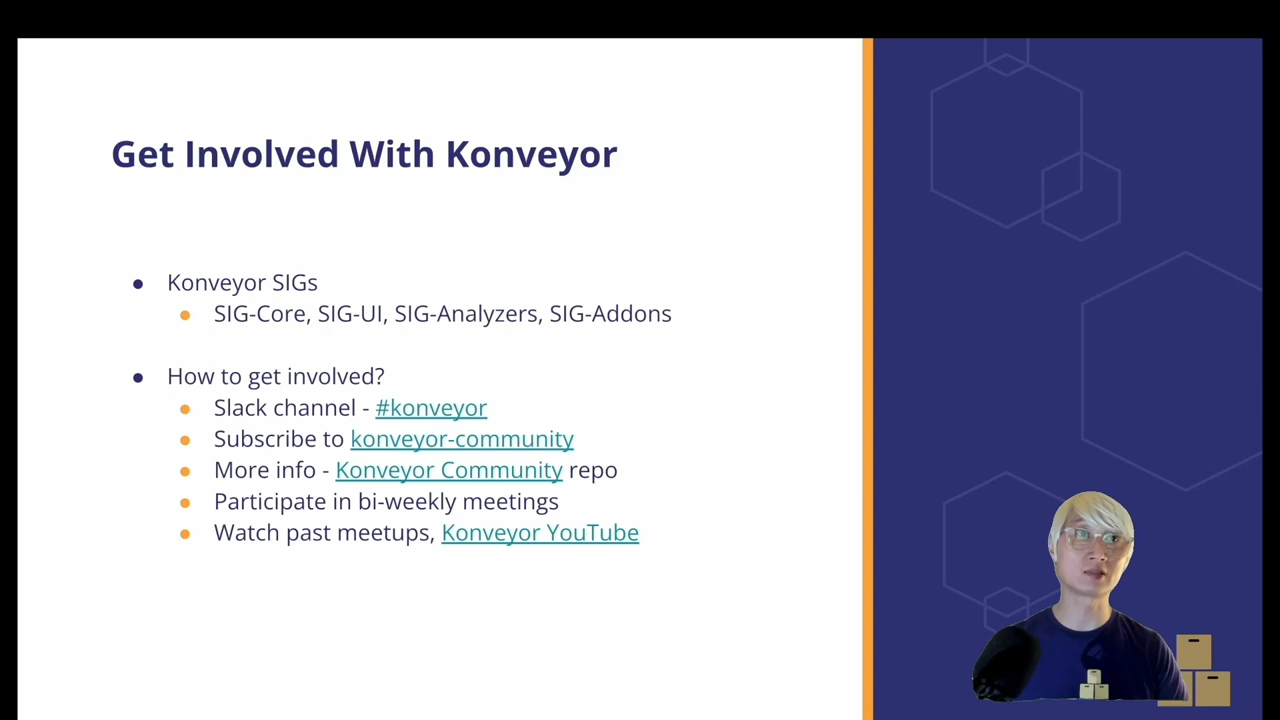 Get Involved With Konveyor
Konveyor SIGs
SIG-Core, SIG-UI, SIG-Analyzers, SIG-Addons
How to get involved?
Slack channel - #konveyor
Subscribe to konveyor-community
More info - Konveyor Community repo
Participate in bi-weekly meetings
Watch past meetups, Konveyor YouTube